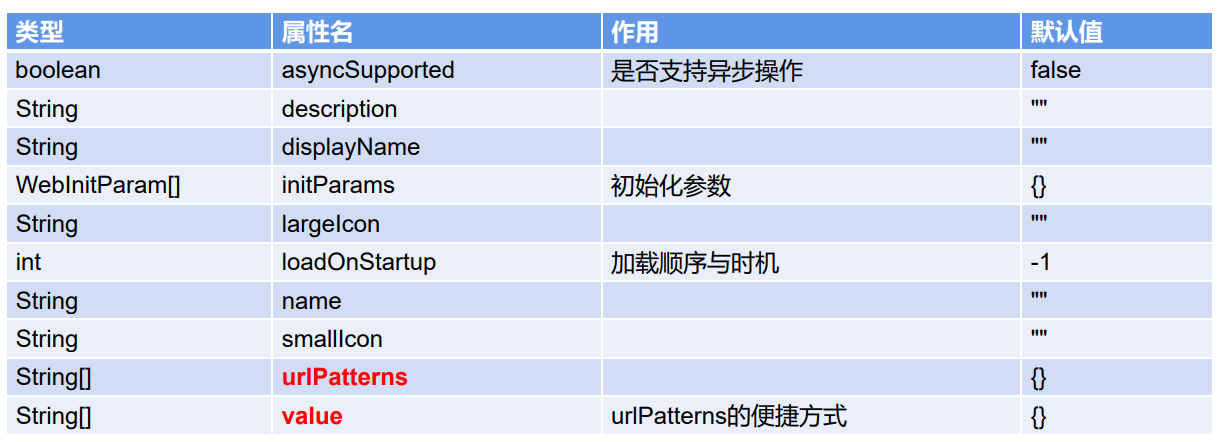 类型 属性名 作用 默认值
boolean asyncSupported 是否支持异步操作 false
String description ""
String displayName ""
WebInitParam[] initParams 初始化参数 {}
String largeIcon ""
int loadOnStartup 加载顺序与时机 -1
String name ""
String smallIcon ""
String[] urlPatterns {}
String[] value urlPatterns的便捷方式 {}